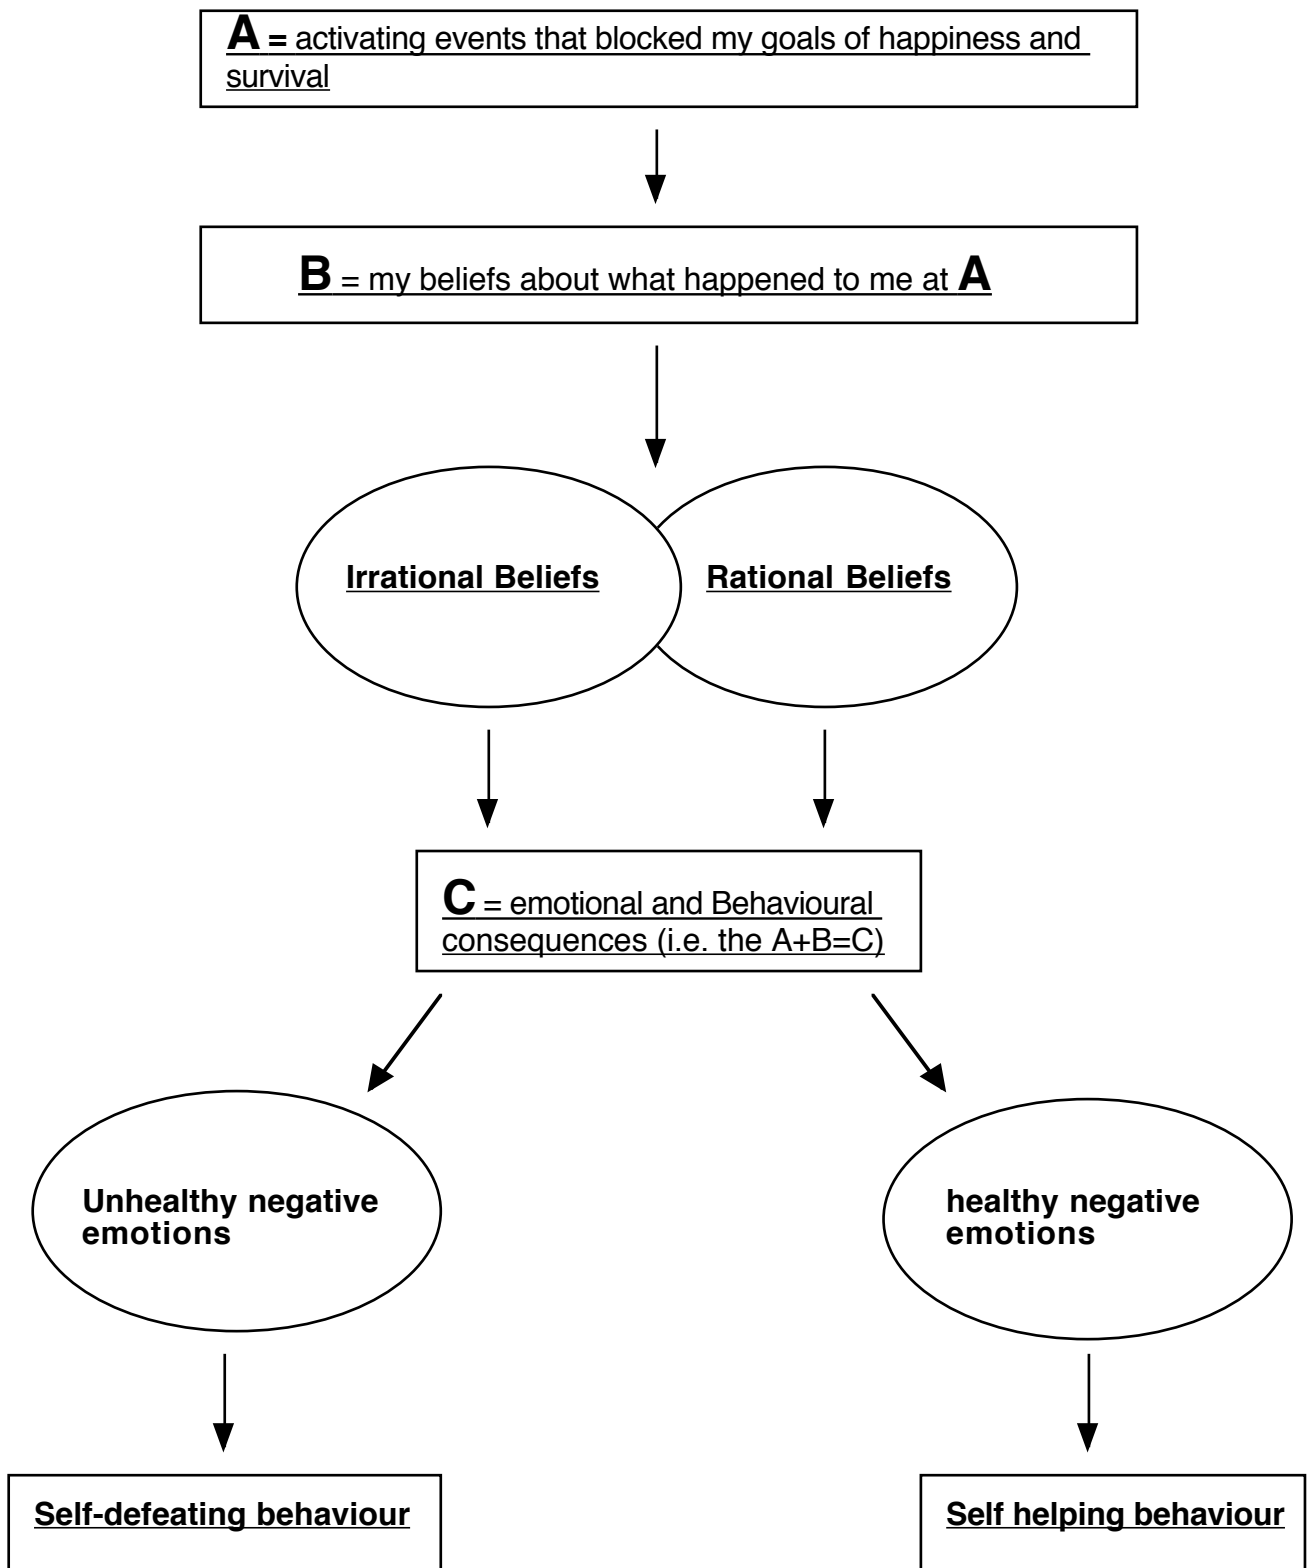 A = activating events that blocked my goals of happiness and
survival
B = my beliefs about what happened to me at A
Irrational Beliefs
Rational Beliefs
C = emotional and Behavioural
consequences (i.e. the A+B=C)
Unhealthy negative
emotions
healthy negative
emotions
Self-defeating behaviour
Self helping behaviour